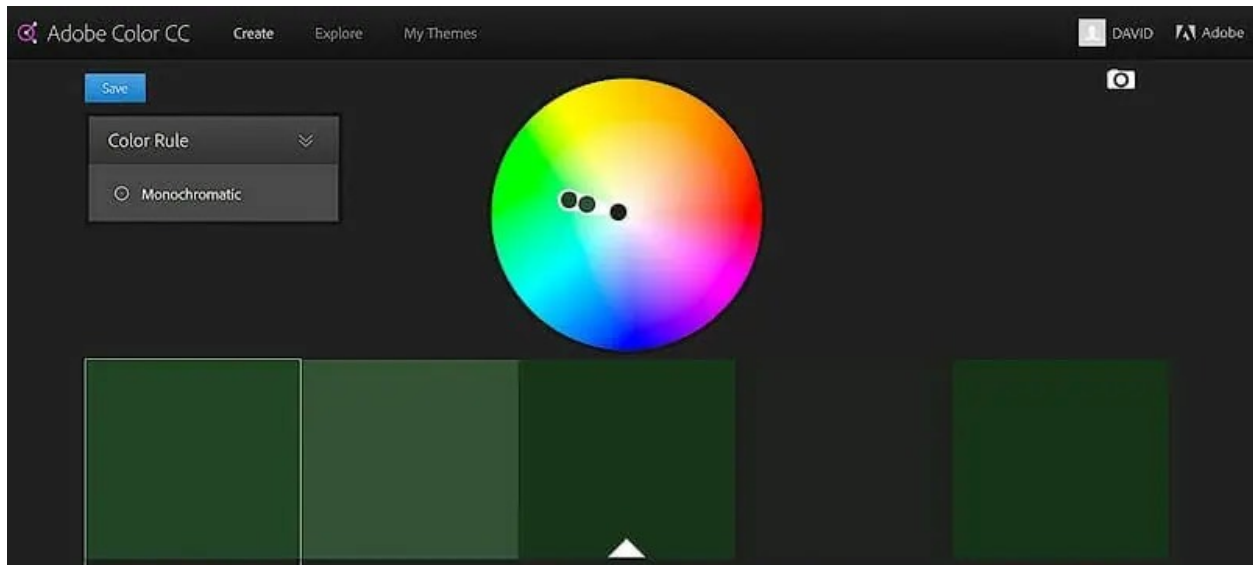 Adobe Color CC Create Explore My Themes DAVID Adobe
Save
Color Rule
Monochromatic